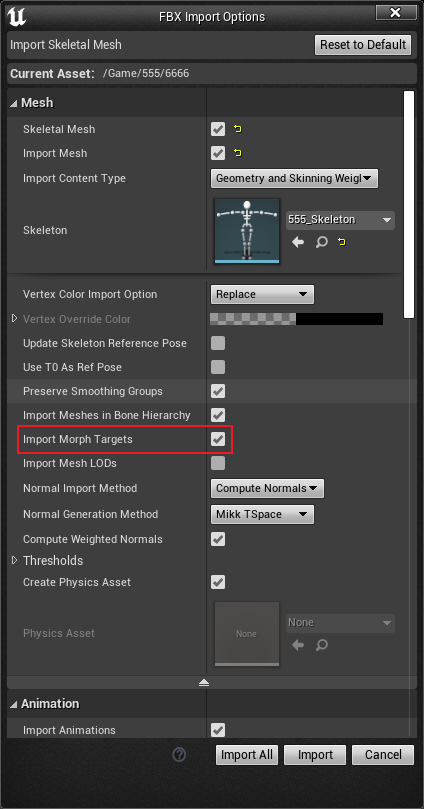 FBX Import Options
Import Skeletal Mesh
Reset to Default
Current Asset: /Game/555/6666
Mesh
Skeletal Mesh
Import Mesh
Import Content Type
Geometry and Skinning Weigl
Skeleton
555_Skeleton
Vertex Color Import Option
Replace
Vertex Override Color
Update Skeleton Reference Pose
Use T0 As Ref Pose
Preserve Smoothing Groups
Import Meshes in Bone Hierarchy
Import Morph Targets
Import Mesh LODs
Normal Import Method
Compute Normals
Normal Generation Method
Mikk TSpace
Compute Weighted Normals
Thresholds
Create Physics Asset
Physics Asset
None
None
Animation
Import Animations
Import All
Import
Cancel